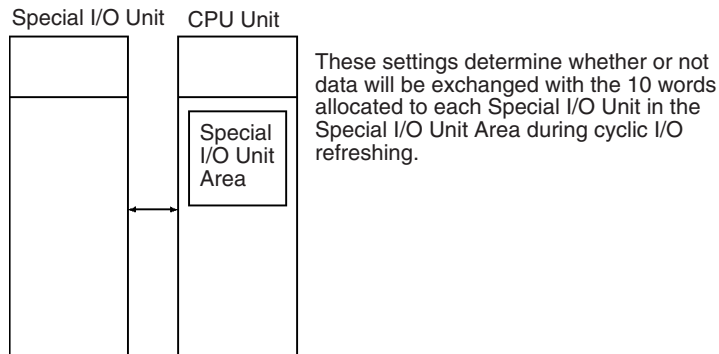 Special I/O Unit
CPU Unit
These settings determine whether or not
data will be exchanged with the 10 words
allocated to each Special I/O Unit in the
Special I/O Unit Area during cyclic I/O
refreshing.
Special
I/O Unit
Area